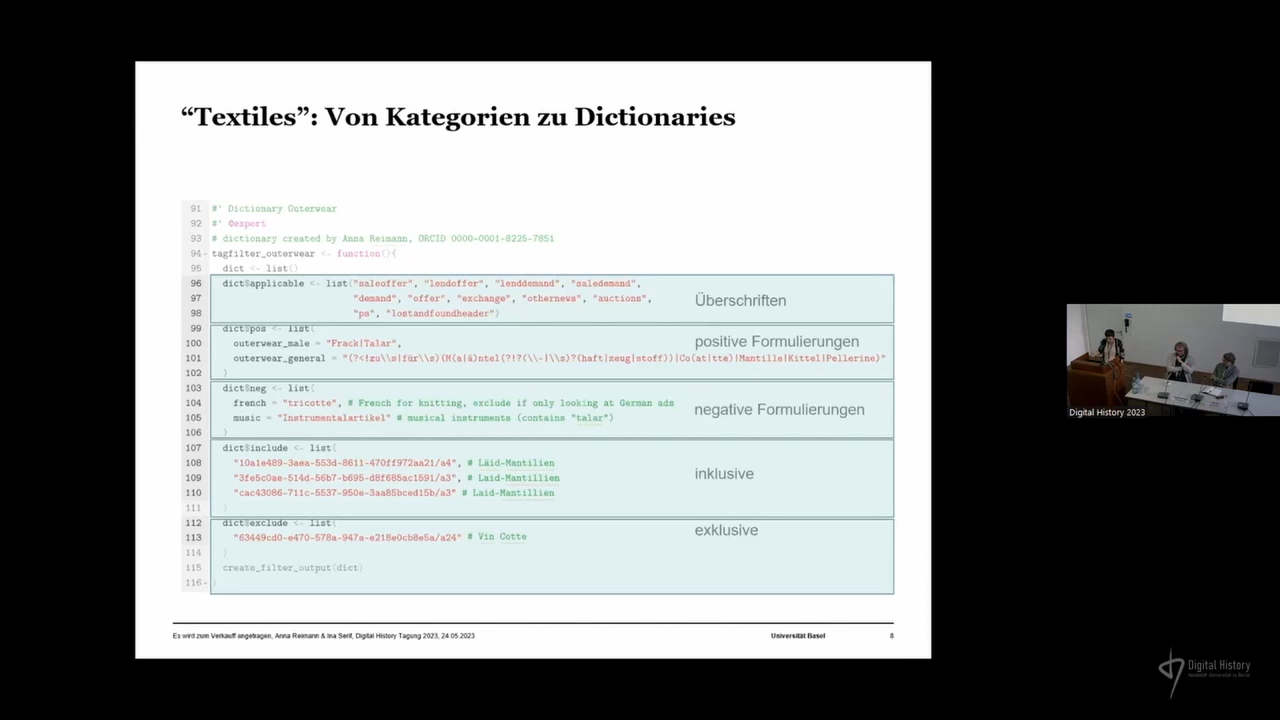 “Textiles”: Von Kategorien zu Dictionaries
91 #' Dictionary Outerwear
92 #' @export
93 # dictionary created by Anna Reimann, ORCID 0000-0001-8225-7851
94 tagfilter_outerwear <- function(){
95 dict <- list()
96 dict$applicable <- list("saleoffer", "lendoffer", "lenddemand", "saledemand",
97 "demand", "offer", "exchange", "othernews", "auctions",
98 "ps", "lostandfoundheader")
Überschriften
99 dict$pos <- list(
100 outerwear_male = "Frack|Talar",
101 outerwear_general = "(?<!zu\\s|für\\s)(M(a|ä)ntel(?!?(\\-|\\s)?(haft|zeug|stoff))|Co(at|tte)|Mantille|Kittel|Pellerine)"
102 )
positive Formulierungen
103 dict$neg <- list(
104 french = "tricotte", # French for knitting, exclude if only looking at German ads
105 music = "Instrumentalartikel" # musical instruments (contains "talar")
106 )
negative Formulierungen
107 dict$include <- list(
108 "10a1e489-3aea-553d-8611-470ff972aa21/a4", # Läid-Mantilien
109 "3fe5c0ae-514d-56b7-b695-d8f685ac1591/a3", # Laid-Mantillien
110 "cac43086-711c-5537-950e-3aa85bced15b/a3" # Laid-Mantillien
111 )
inklusive
112 dict$exclude <- list(
113 "63449cd0-e470-578a-947a-e218e0cb8e5a/a24" # Vin Cotte
114 )
115 create_filter_output(dict)
116 }
exklusive
Es wird zum Verkauff angetragen, Anna Reimann & Ina Serif, Digital History Tagung 2023, 24.05.2023
Universität Basel
8
Digital History 2023
Digital History
Humboldt-Universität zu Berlin